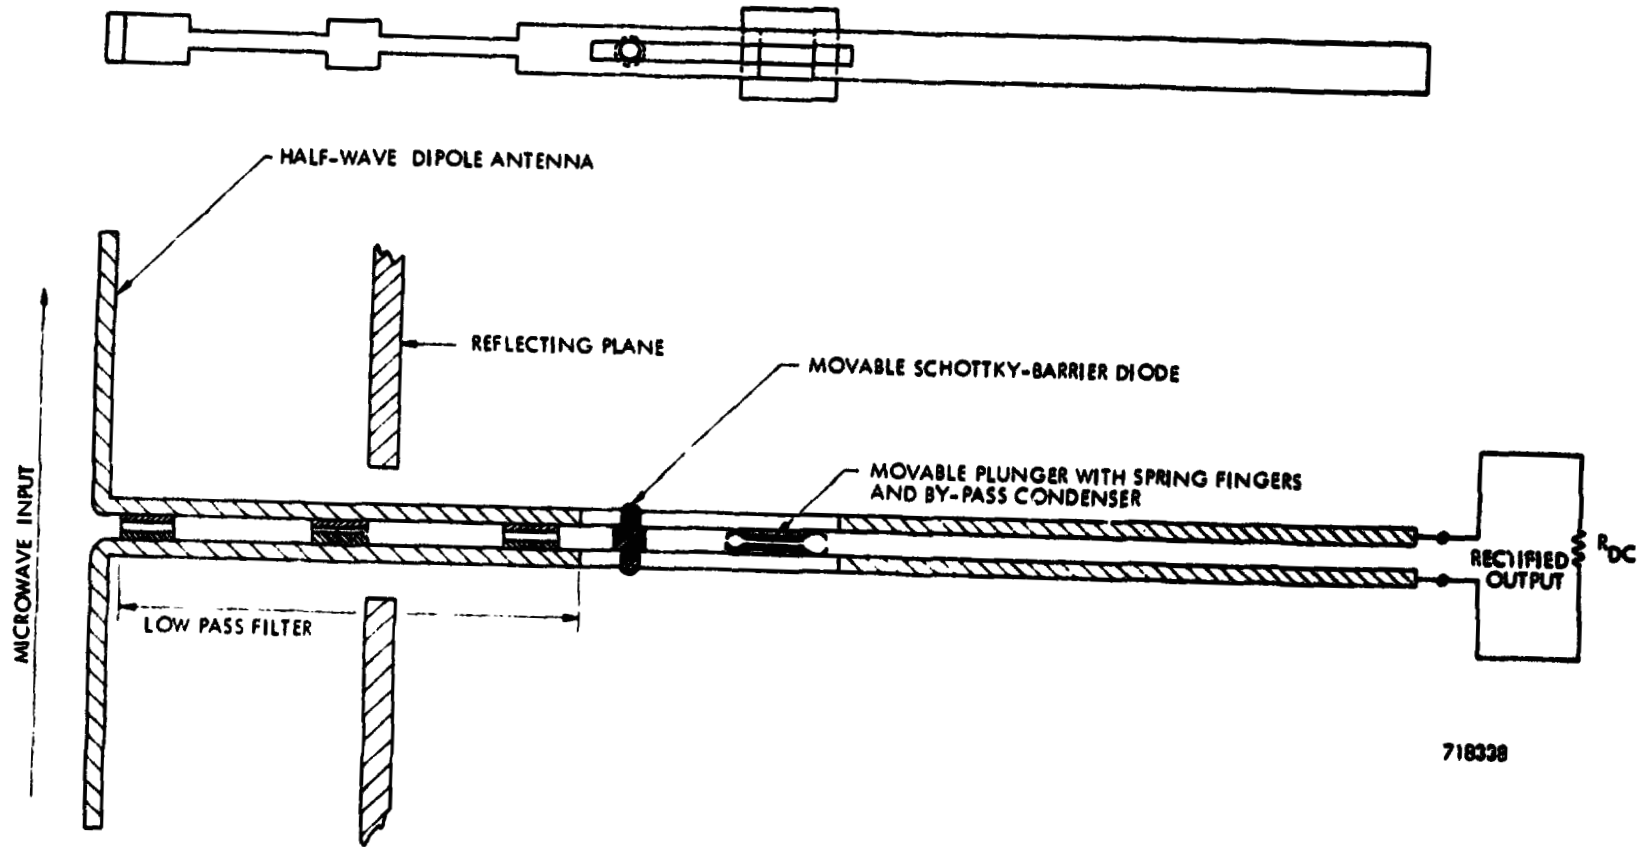 HALF-WAVE DIPOLE ANTENNA
REFLECTING PLANE
MOVABLE SCHOTTKY-BARRIER DIODE
MOVABLE PLUNGER WITH SPRING FINGERS
AND BY-PASS CONDENSER
MICROWAVE INPUT
LOW PASS FILTER
RECTIFIED
OUTPUT
RDC
718338